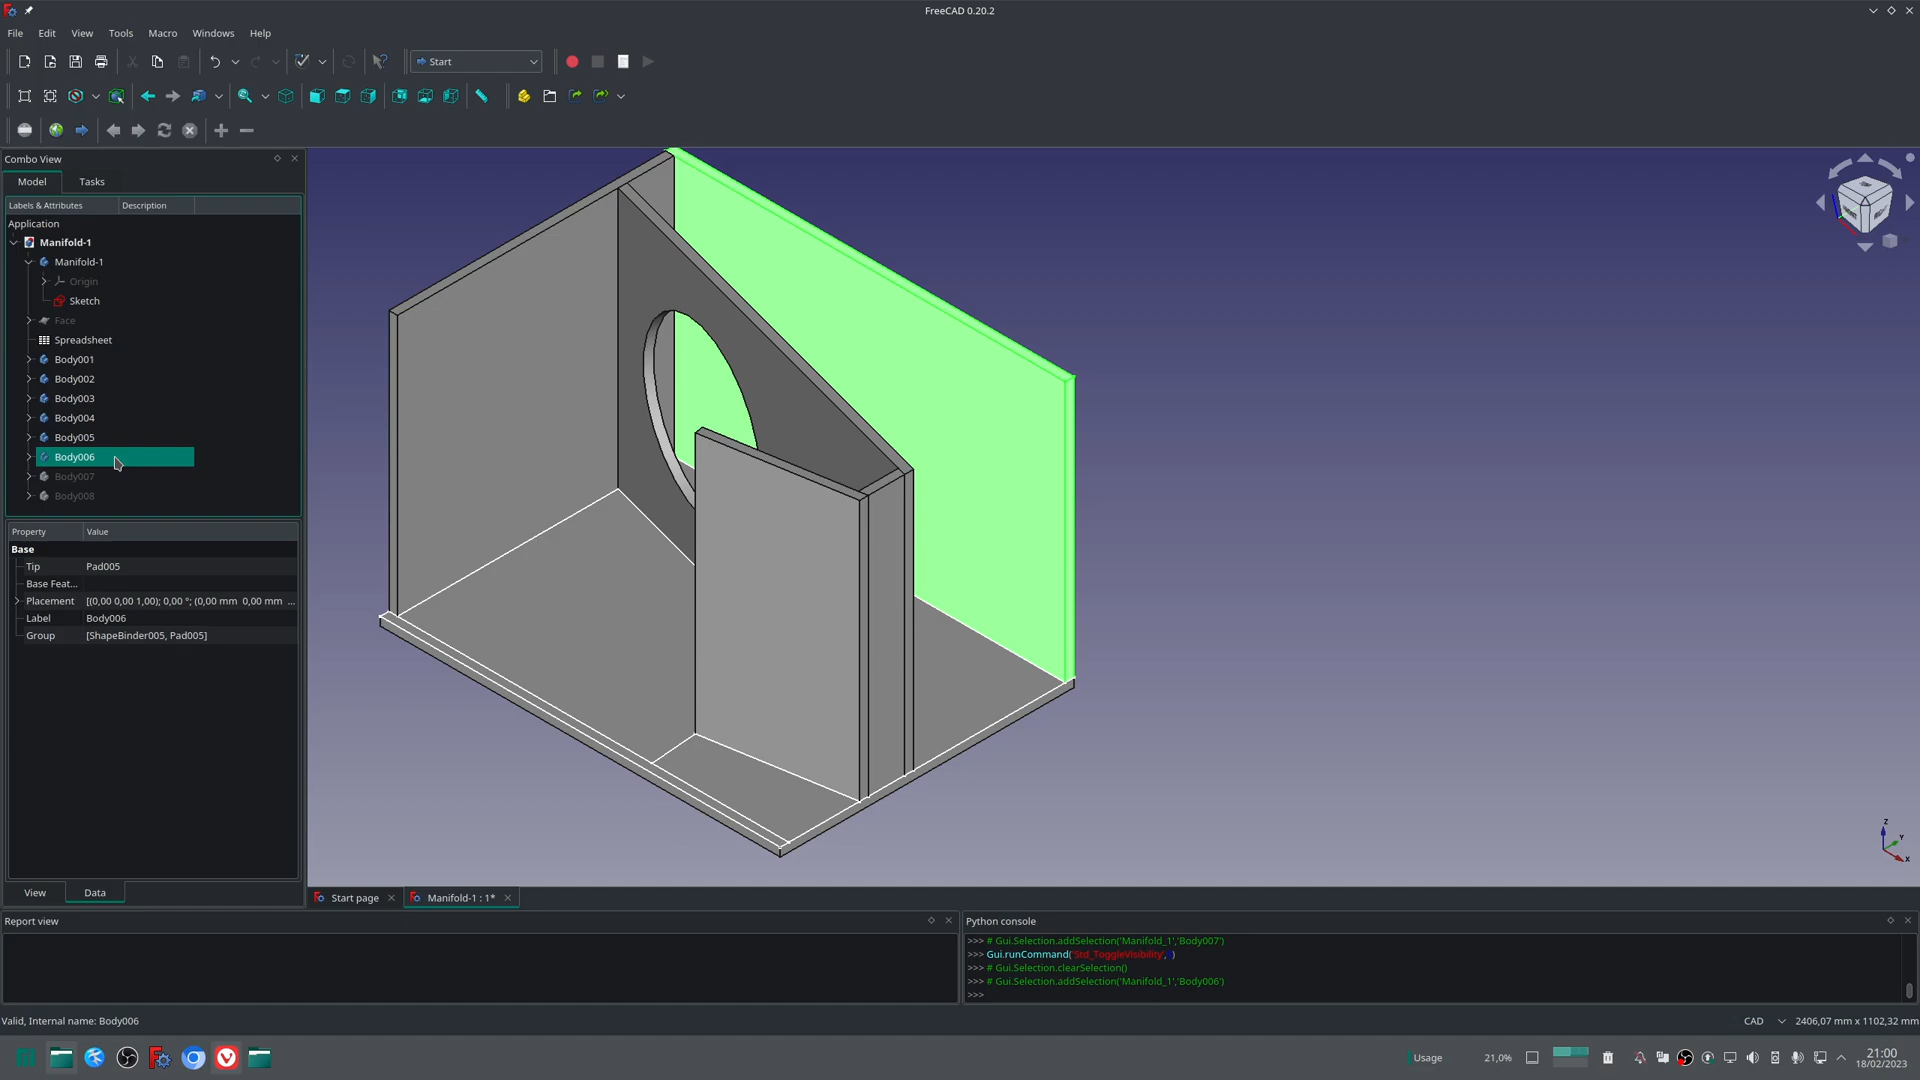 FreeCAD 0.20.2
File Edit View Tools Macro Windows Help
Start
Combo View
Model Tasks
Labels & Attributes Description
Application
Manifold-1
Manifold-1
Origin
Sketch
Face
Spreadsheet
Body001
Body002
Body003
Body004
Body005
Body006
Body007
Body008
Property Value
Base
Tip Pad005
Base Feat...
Placement [(0,00 0,00 1,00); 0,00 °; (0,00 mm 0,00 mm ...
Label Body006
Group [ShapeBinder005, Pad005]
View Data
Z
Y
X
Start page Manifold-1 : 1*
Report view
Python console
>>> # Gui.Selection.addSelection('Manifold_1','Body007')
>>> Gui.runCommand('Std_ToggleVisibility',)
>>> # Gui.Selection.clearSelection()
>>> # Gui.Selection.addSelection('Manifold_1','Body006')
>>>
Valid, Internal name: Body006
CAD 2406,07 mm x 1102,32 mm
Usage 21,0%
21:00
18/02/2023